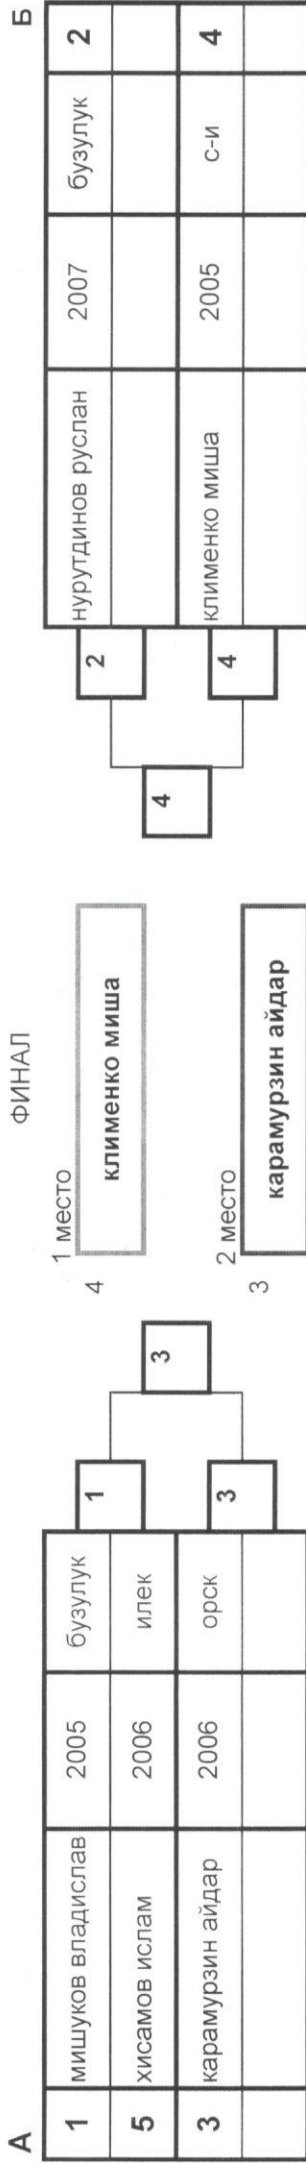 А
Б
ФИНАЛ
1 мишуков владислав 2005 бузулук
5 хисамов ислам 2006 илек
3 карамурзин айдар 2006 орск
1
3
3
1 место
4 клименко миша
2 место
3 карамурзин айдар
4
2
4
нурутдинов руслан 2007 бузулук 2
клименко миша 2005 с-и 4